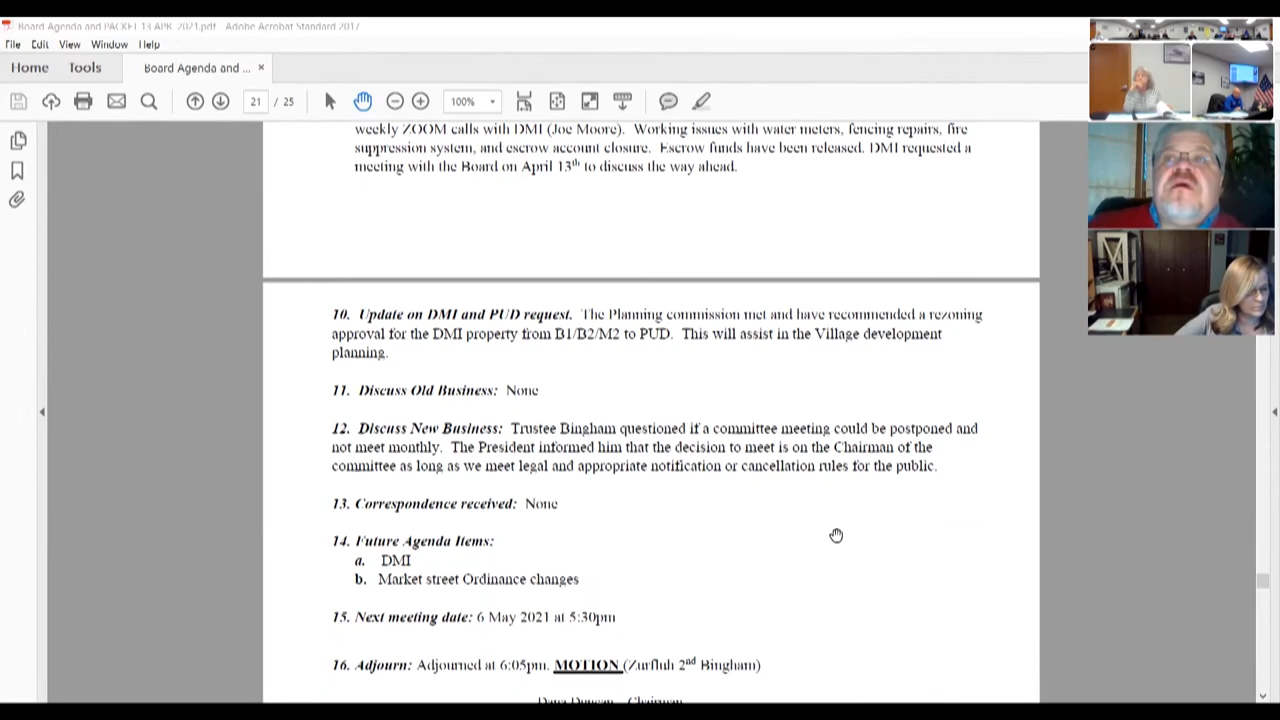 Board Agenda and PACKET 13 APR 2021.pdf - Adobe Acrobat Standard 2017
File Edit View Window Help
Home Tools Board Agenda and ... ×
21 / 25 100%
weekly ZOOM calls with DMI (Joe Moore). Working issues with water meters, fencing repairs, fire
suppression system, and escrow account closure. Escrow funds have been released. DMI requested a
meeting with the Board on April 13th to discuss the way ahead.
10. Update on DMI and PUD request. The Planning commission met and have recommended a rezoning
approval for the DMI property from B1/B2/M2 to PUD. This will assist in the Village development
planning.
11. Discuss Old Business: None
12. Discuss New Business: Trustee Bingham questioned if a committee meeting could be postponed and
not meet monthly. The President informed him that the decision to meet is on the Chairman of the
committee as long as we meet legal and appropriate notification or cancellation rules for the public.
13. Correspondence received: None
14. Future Agenda Items:
a. DMI
b. Market street Ordinance changes
15. Next meeting date: 6 May 2021 at 5:30pm
16. Adjourn: Adjourned at 6:05pm. MOTION (Zurfluh 2nd Bingham)
Duncan – Chairman